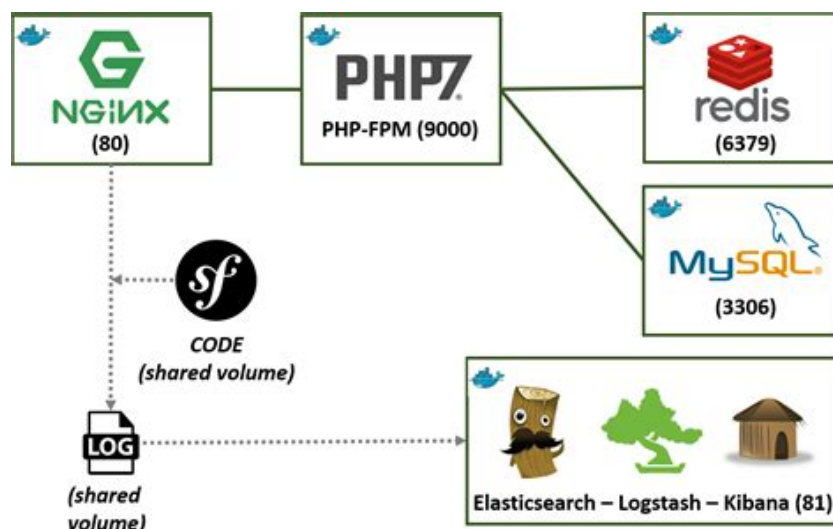 G
NGiNX
(80)
PHP7
PHP-FPM (9000)
redis
(6379)
MySQL®
(3306)
sf
CODE
(shared volume)
LOG
(shared
volume)
Elasticsearch – Logstash – Kibana (81)